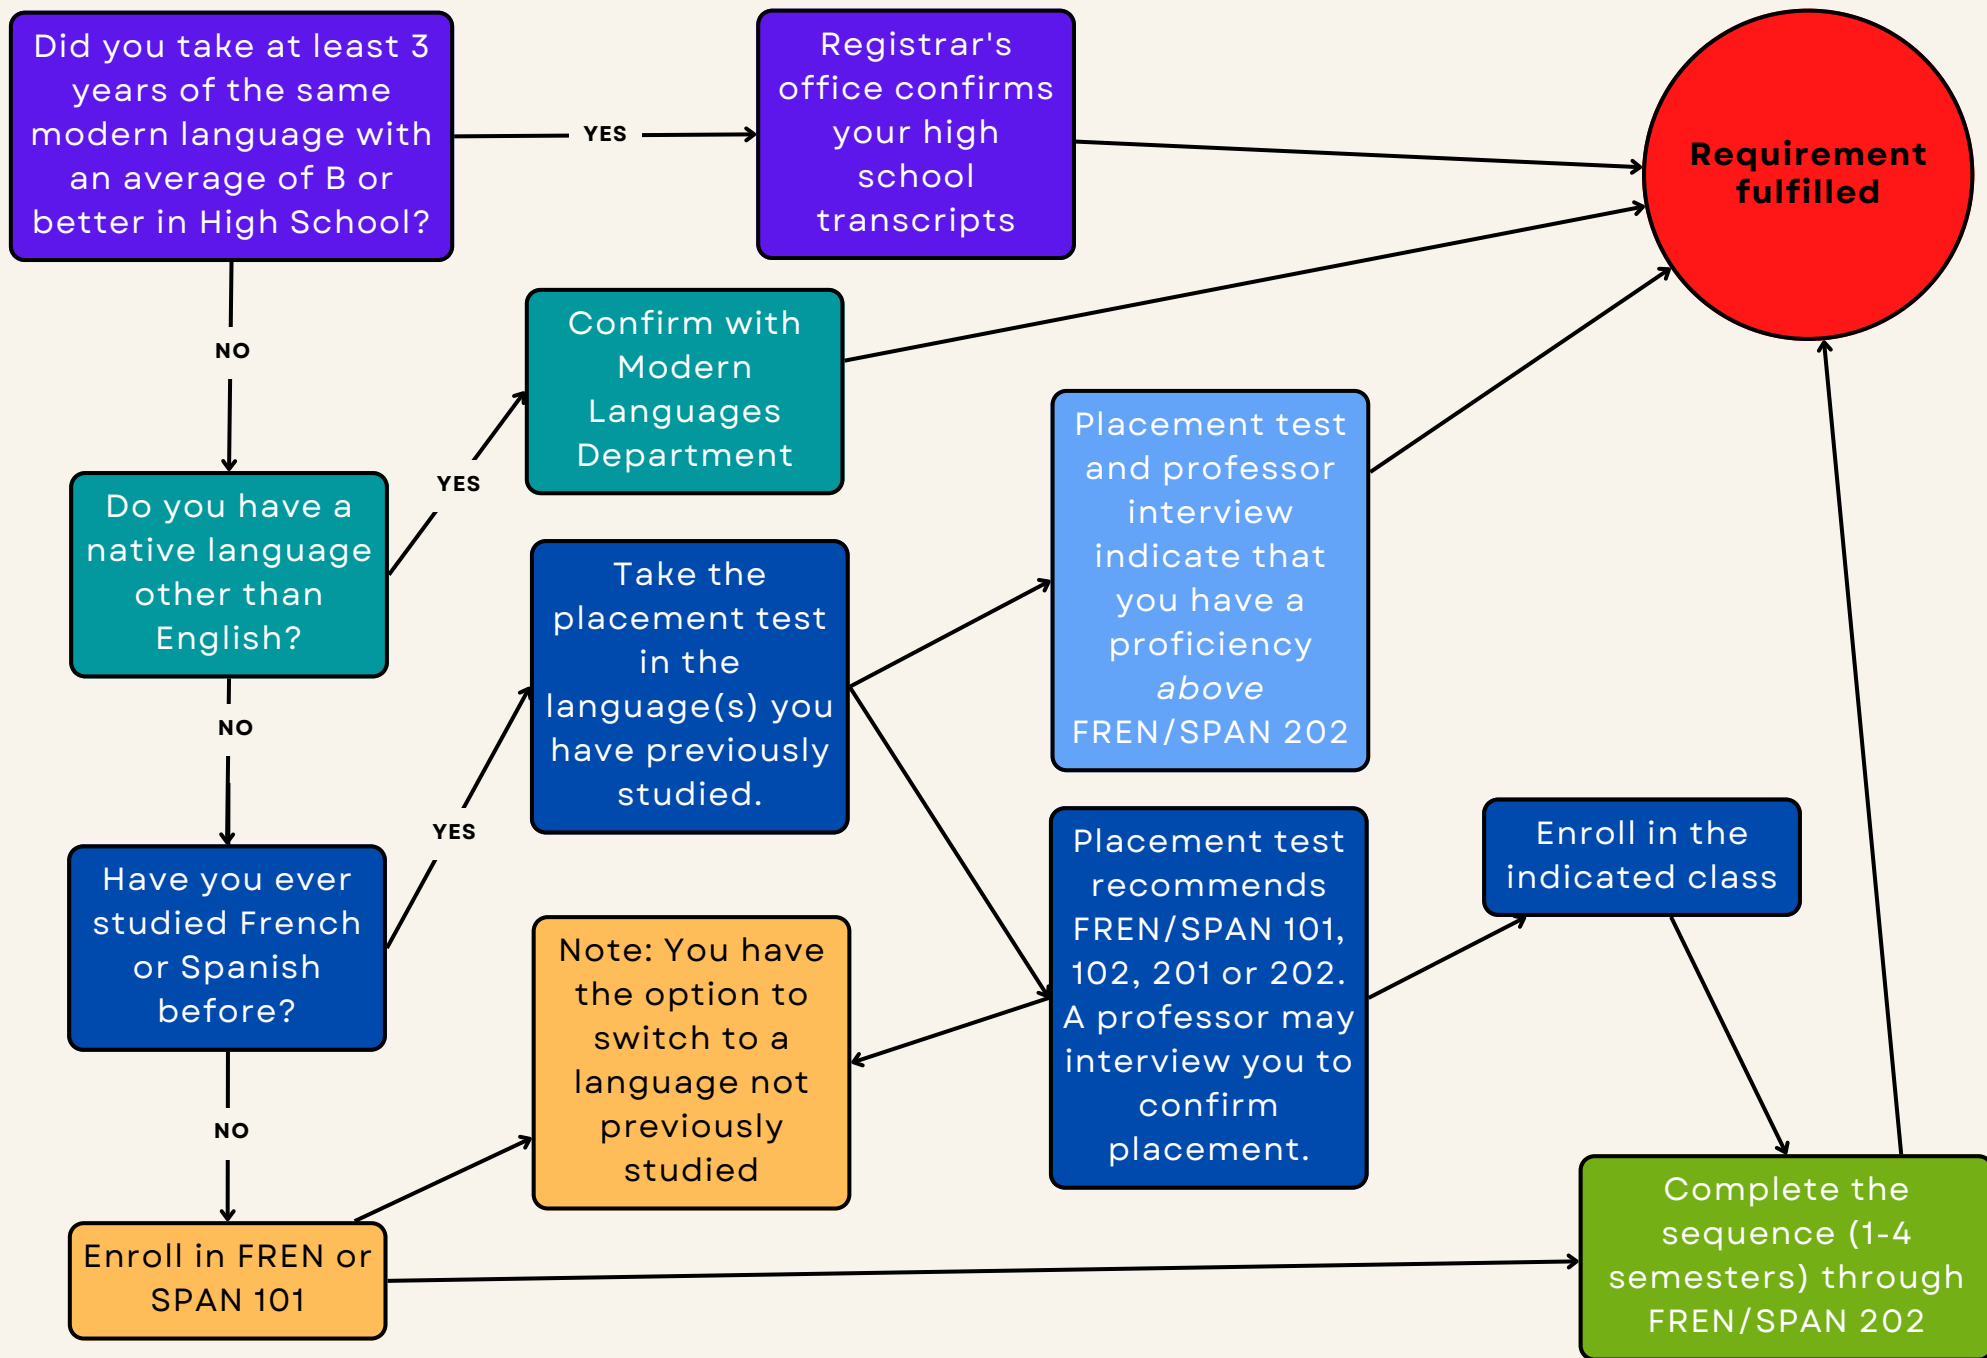 Did you take at least 3
years of the same
modern language with
an average of B or
better in High School?
YES
Registrar's
office confirms
your high
school
transcripts
Requirement
fulfilled
NO
Confirm with
Modern
Languages
Department
YES
Do you have a
native language
other than
English?
Placement test
and professor
interview
indicate that
you have a
proficiency
above
FREN/SPAN 202
Take the
placement test
in the
language(s) you
have previously
studied.
NO
YES
Have you ever
studied French
or Spanish
before?
Placement test
recommends
FREN/SPAN 101,
102, 201 or 202.
A professor may
interview you to
confirm
placement.
Enroll in the
indicated class
Note: You have
the option to
switch to a
language not
previously
studied
NO
Enroll in FREN or
SPAN 101
Complete the
sequence (1-4
semesters) through
FREN/SPAN 202